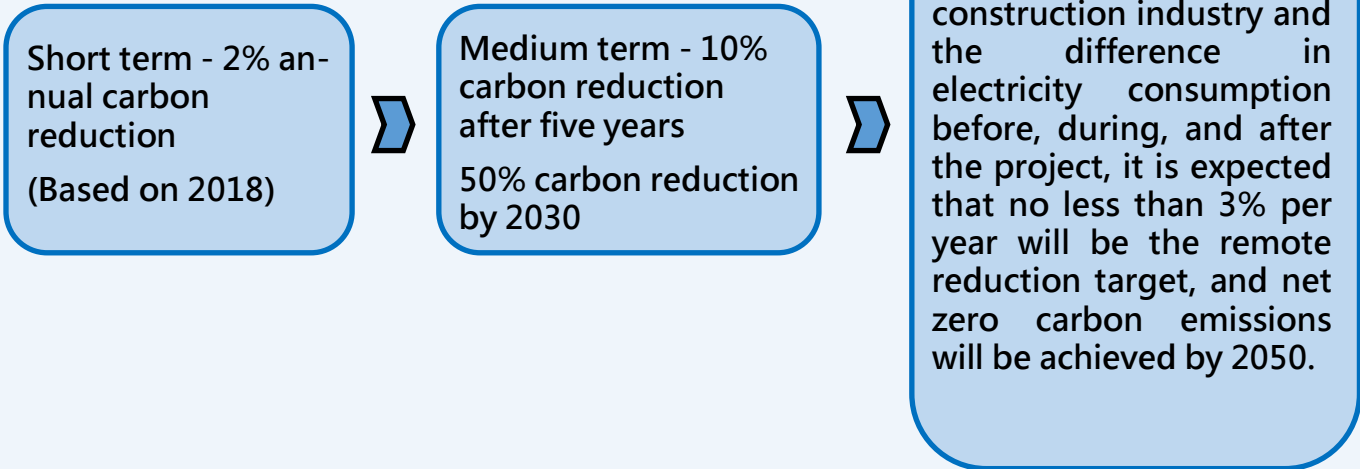 Short term - 2% an-
nual carbon
reduction
(Based on 2018)
Medium term - 10%
carbon reduction
after five years
50% carbon reduction
by 2030
construction industry and
the difference in
electricity consumption
before, during, and after
the project, it is expected
that no less than 3% per
year will be the remote
reduction target, and net
zero carbon emissions
will be achieved by 2050.